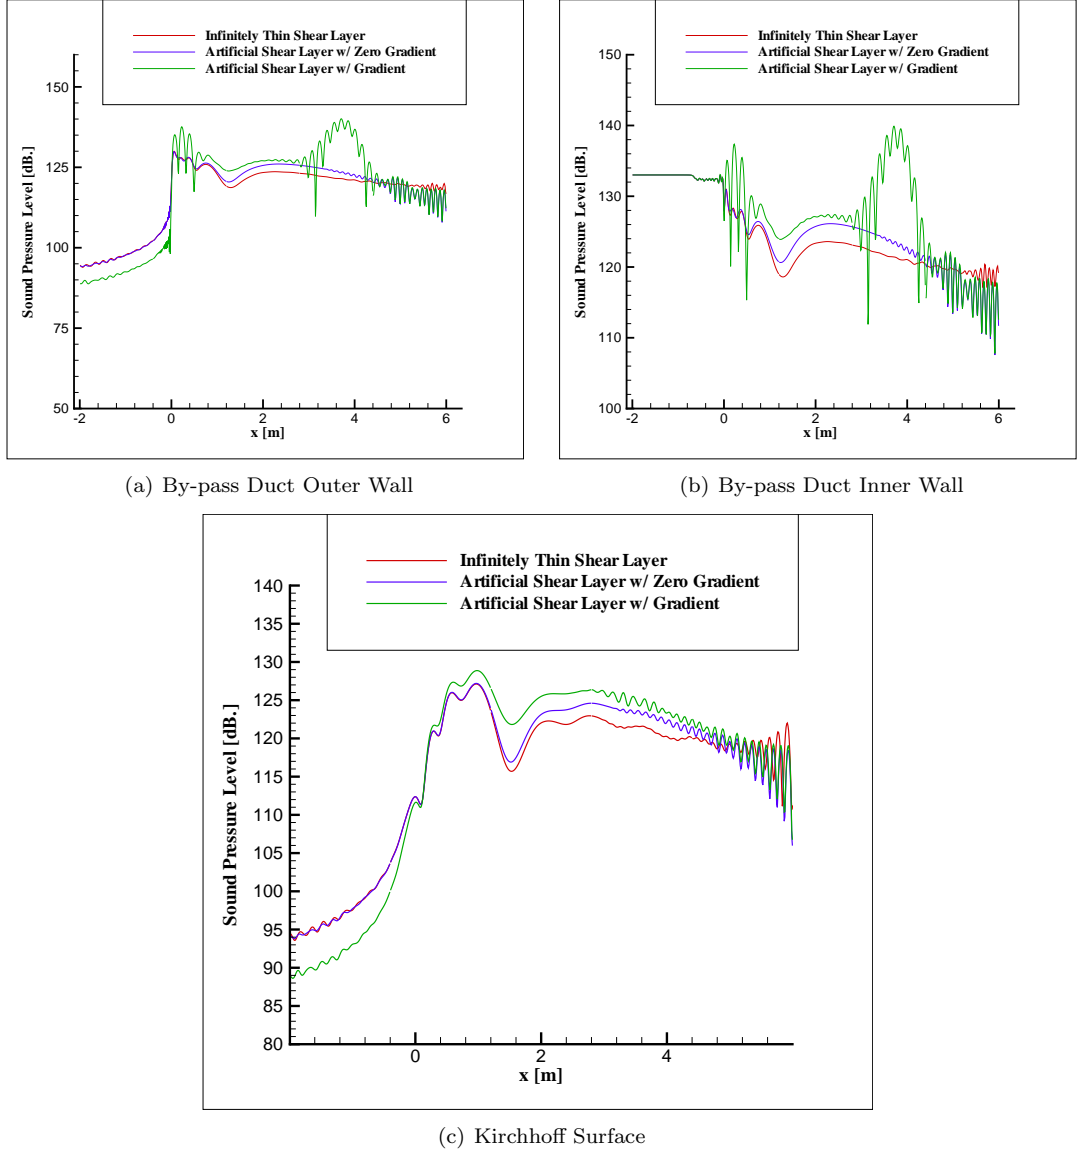 Infinitely Thin Shear Layer
Artificial Shear Layer w/ Zero Gradient
Artificial Shear Layer w/ Gradient
150
125
100
75
50
-2
0
2
4
6
Sound Pressure Level [dB.]
x [m]
(a) By-pass Duct Outer Wall
Infinitely Thin Shear Layer
Artificial Shear Layer w/ Zero Gradient
Artificial Shear Layer w/ Gradient
150
140
130
120
110
100
-2
0
2
4
6
Sound Pressure Level [dB.]
x [m]
(b) By-pass Duct Inner Wall
Infinitely Thin Shear Layer
Artificial Shear Layer w/ Zero Gradient
Artificial Shear Layer w/ Gradient
140
135
130
125
120
115
110
105
100
95
90
85
80
0
2
4
Sound Pressure Level [dB.]
x [m]
(c) Kirchhoff Surface